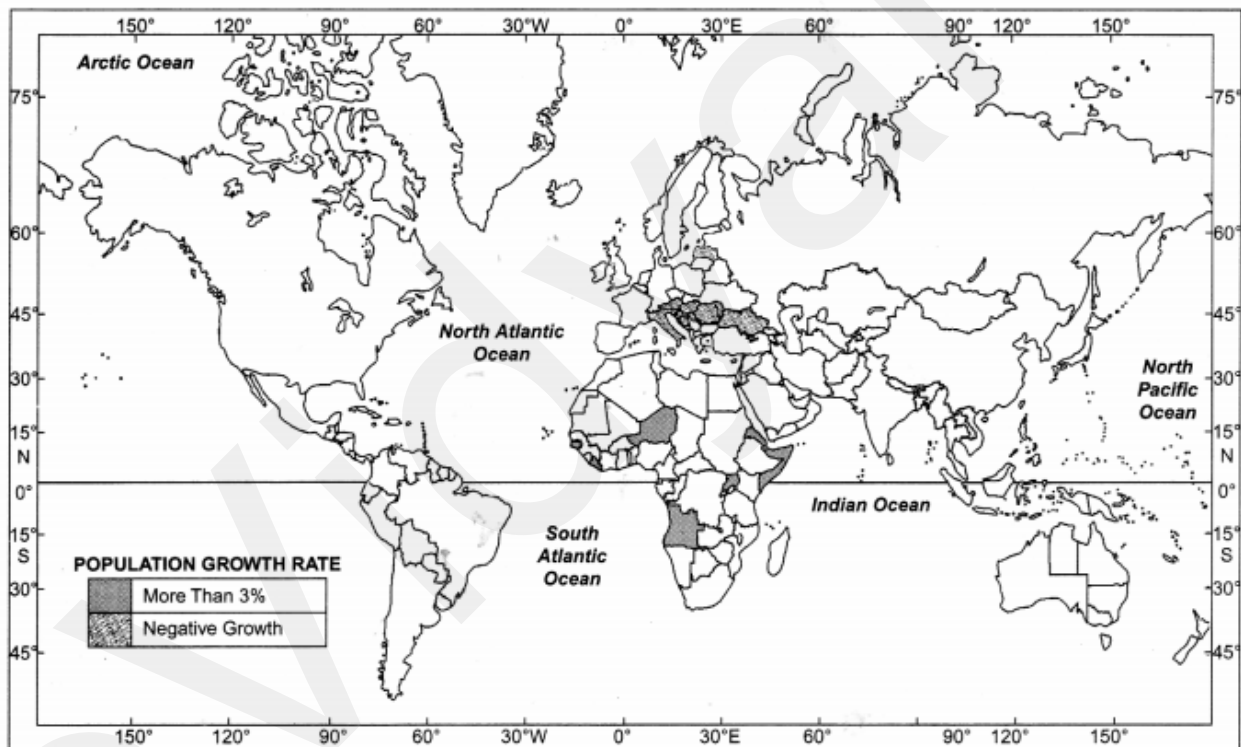 150° 120° 90° 60° 30°W 0° 30°E 60° 90° 120° 150°
Arctic Ocean
75° 75°
60° 60°
45° North Atlantic 45°
Ocean
North
Pacific
Ocean
30° 30°
15° 15°
N N
0° 0°
Indian Ocean
South
Atlantic
Ocean
15° 15°
S S
POPULATION GROWTH RATE
More Than 3%
Negative Growth
30° 30°
45° 45°
150° 120° 90° 60° 30°W 0° 30°E 60° 90° 120° 150°